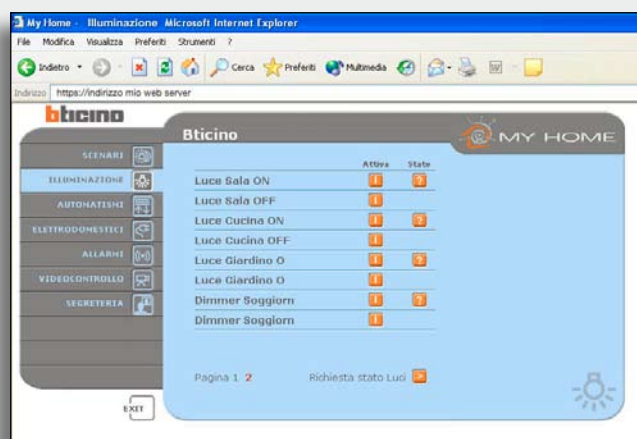 My Home - Illuminazione Microsoft Internet Explorer
File Modifica Visualizza Preferiti Strumenti ?
Indietro Cerca Preferiti Multimedia W
Indirizzo https://indirizzo mio web server
bticino
Bticino
MY HOME
SCENARI
ILLUMINAZIONE
AUTOMATISMI
ELETTRODOMESTICI
ALLARMI
VIDEOCONTROLLO
SEGRETERIA
EXIT
Attiva Stato
Luce Sala ON I ?
Luce Sala OFF I
Luce Cucina ON I ?
Luce Cucina OFF I
Luce Giardino O I ?
Luce Giardino O I
Dimmer Soggiorn I ?
Dimmer Soggiorn I
Pagina 1 2 Richiesta stato Luci >